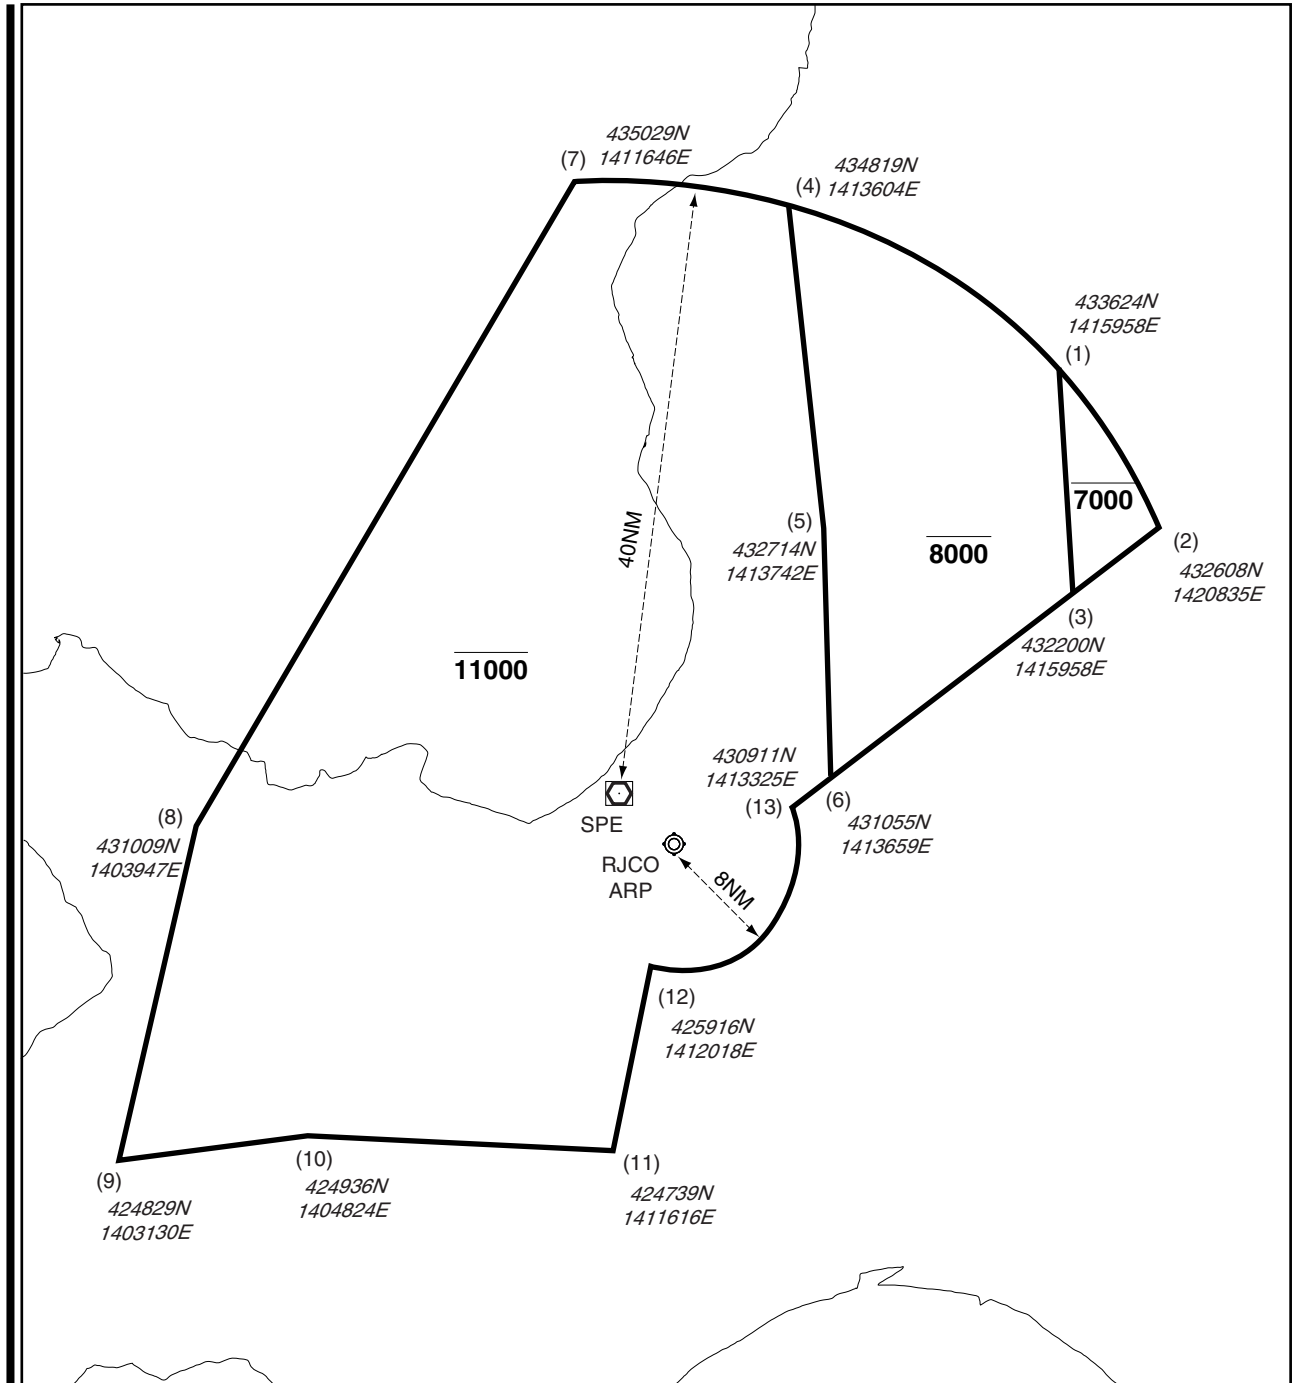 435029N
(7) 1411646E
434819N
(4) 1413604E
433624N
1415958E
(1)
7000
(5)
432714N
1413742E
40NM
8000
(2)
432608N
1420835E
(3)
432200N
1415958E
11000
430911N
1413325E
(13)
(6)
431055N
1413659E
SPE
(8)
431009N
1403947E
RJCO
ARP
8NM
(12)
425916N
1412018E
(9)
424829N
1403130E
(10)
424936N
1404824E
(11)
424739N
1411616E